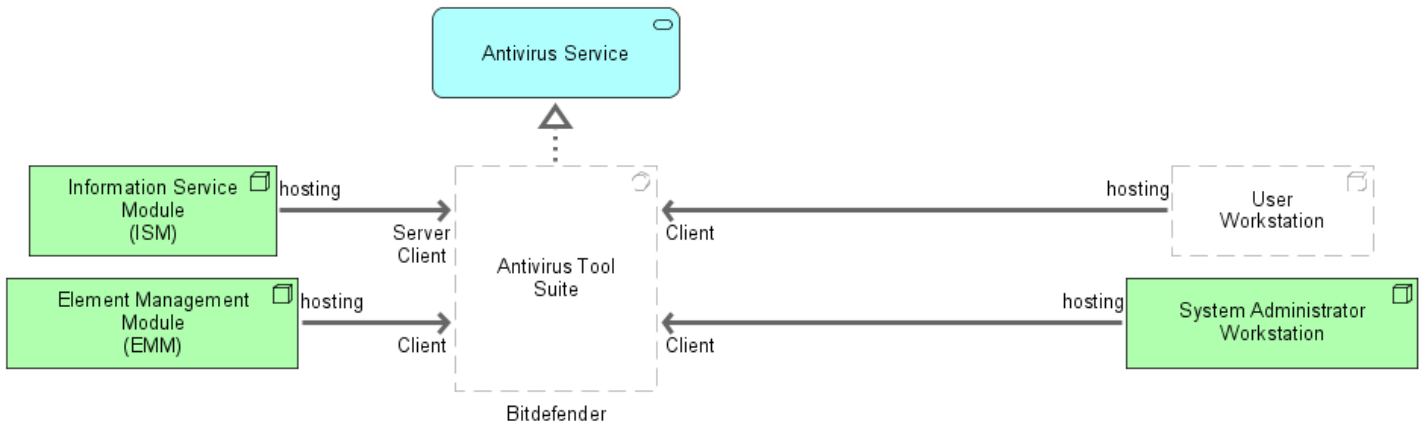 Antivirus Service
Information Service
Module
(ISM)
hosting
Server
Client
Element Management
Module
(EMM)
hosting
Client
Antivirus Tool
Suite
Bitdefender
hosting
Client
User
Workstation
hosting
Client
System Administrator
Workstation